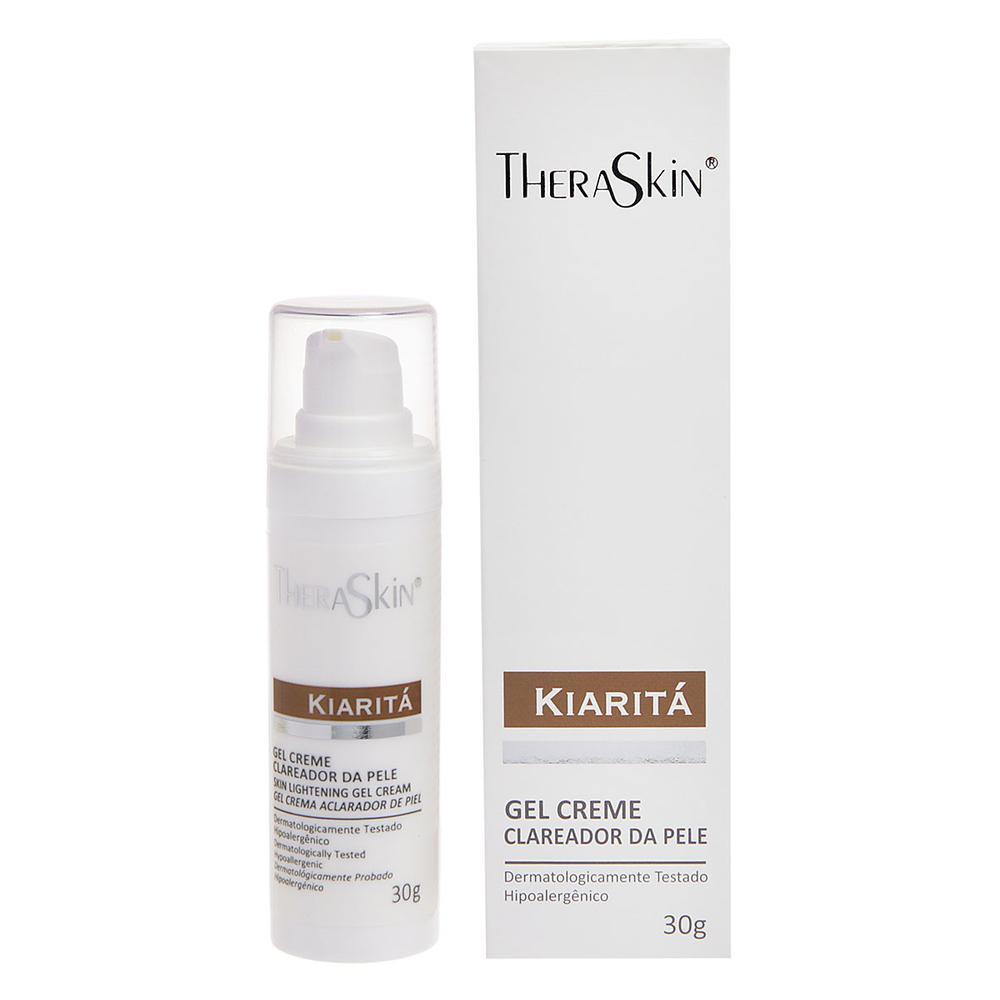 THERASKIN®
KIARITÁ
GEL CREME
CLAREADOR DA PELE
SKIN LIGHTENING GEL CREAM
GEL CREMA ACLARADOR DE PIEL
Dermatologicamente Testado
Hipoalergênico
Dermatologically Tested
Hypoallergenic
Dermatológicamente Probado
Hipoalergénico
30g
THERASKIN®
KIARITÁ
GEL CREME
CLAREADOR DA PELE
Dermatologicamente Testado
Hipoalergênico
30g